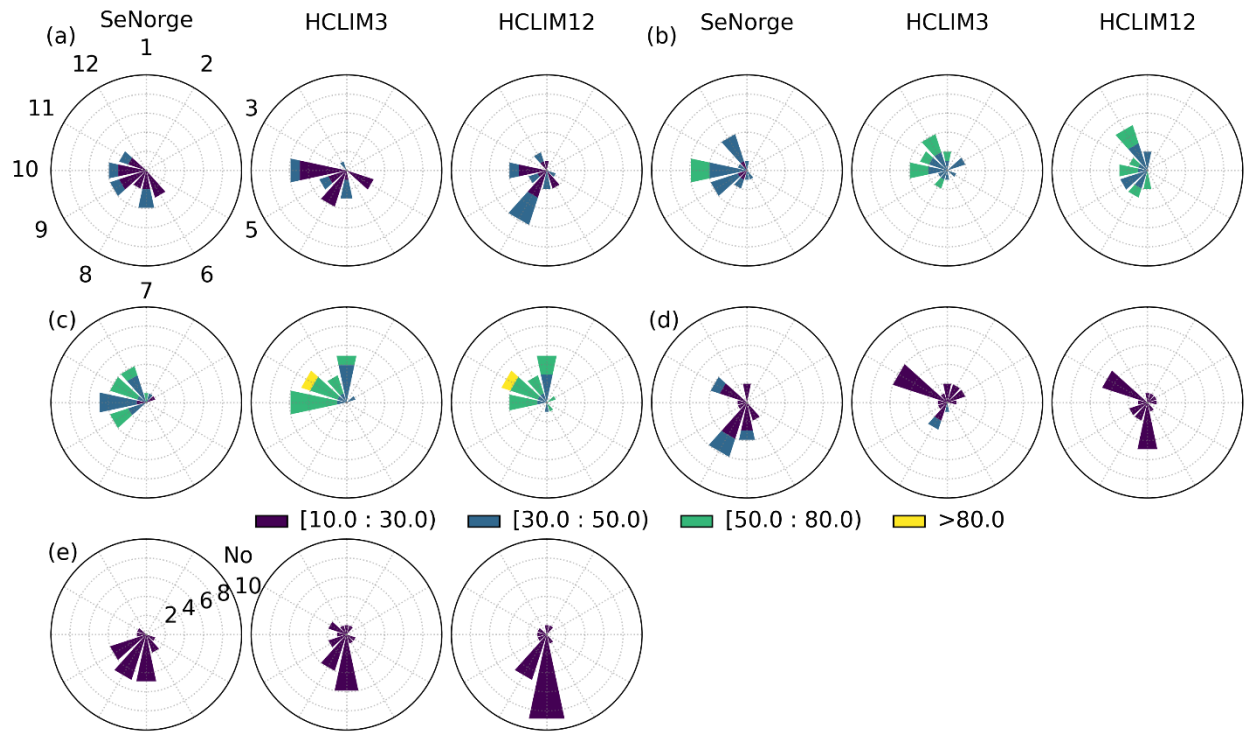 SeNorge HCLIM3 HCLIM12 SeNorge HCLIM3 HCLIM12
(a) (b)
1
12 2
11 3
10
9 5
8 6
7
(c) (d)
[10.0 : 30.0) [30.0 : 50.0) [50.0 : 80.0) >80.0
(e) No
2 4 6 8 10